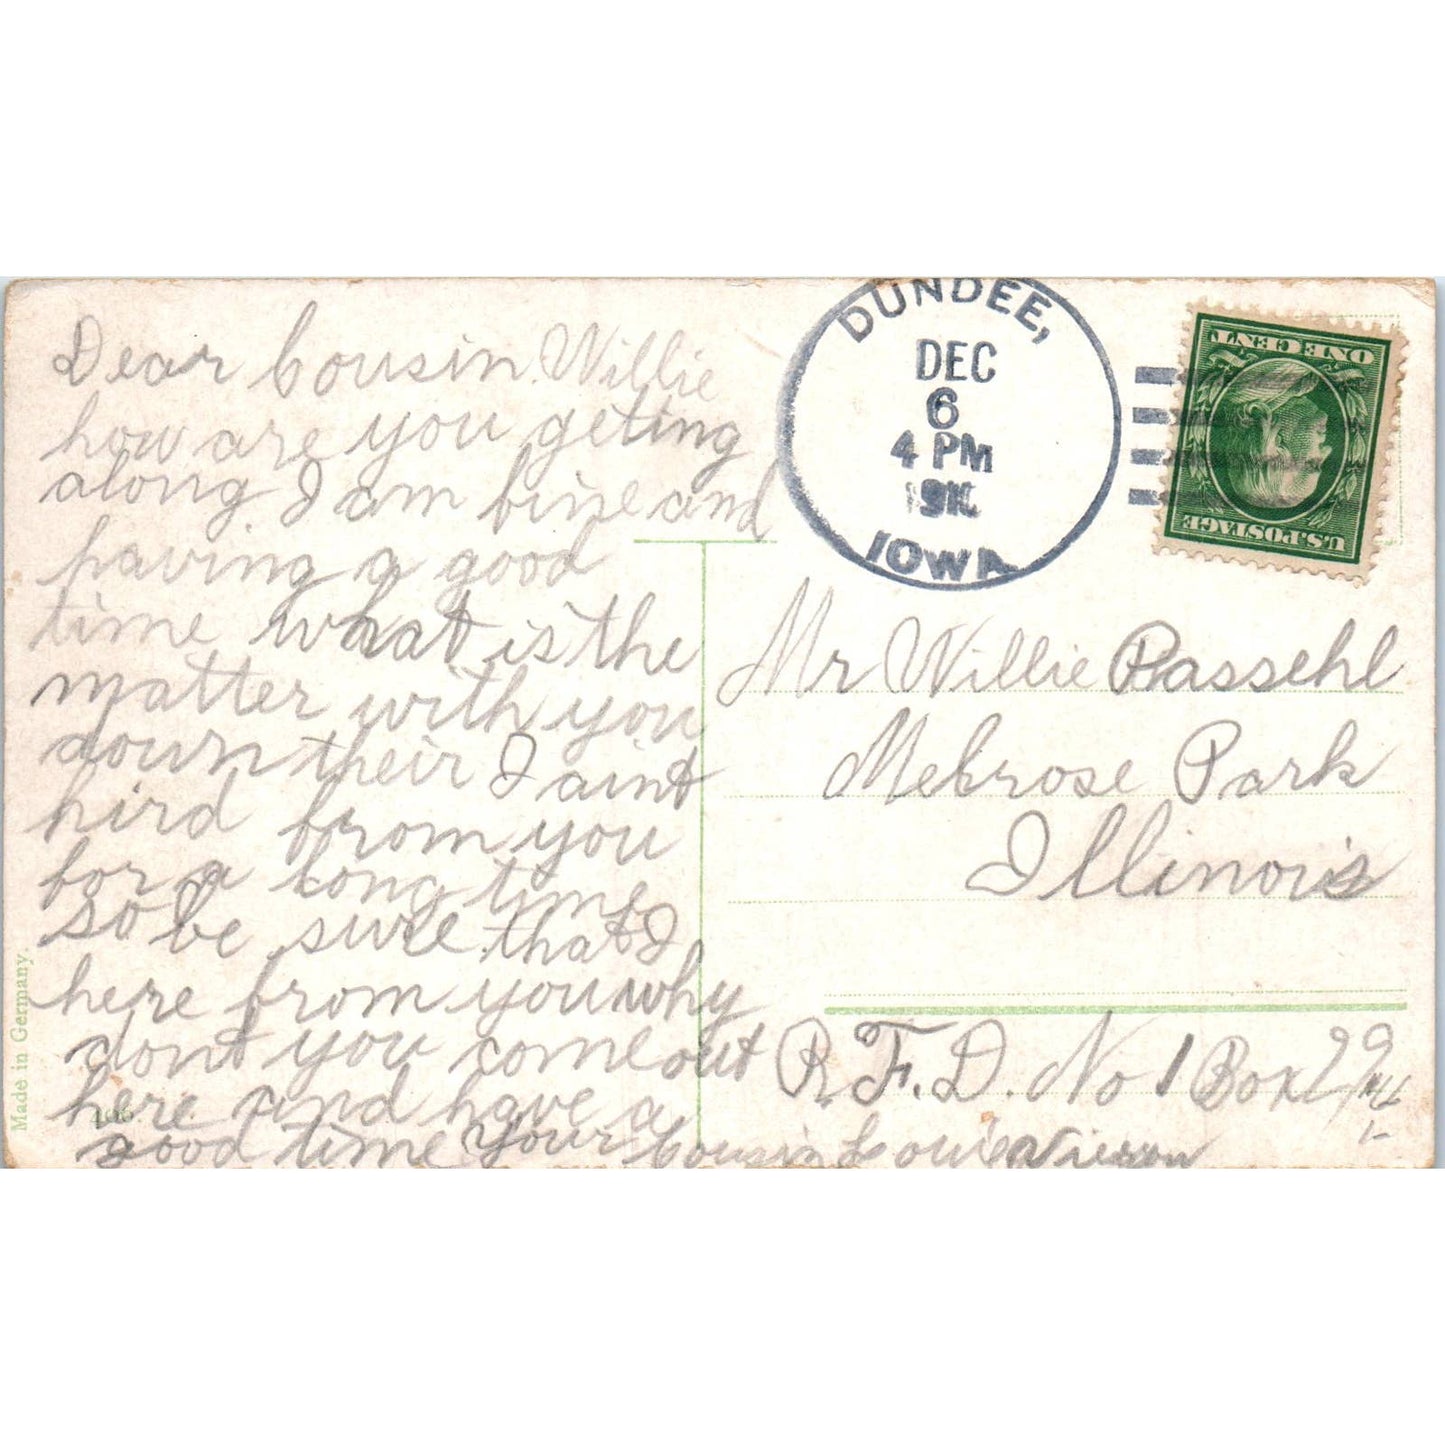 Dear Cousin Willie
how are you geting
along. I am fine and
having a good
time what is the
matter with you
down their I aint
hird from you
for a long time
so be sure that I
here from you why
dont you come out
here and have a
good time Your Cousin Louie
Made in Germany.
DUNDEE,
DEC
6
4 PM
IOWA
ONE CENT
U.S. POSTAGE
Mr Willie Passehl
Melrose Park
Illinois
R. F. D. No 1 Box